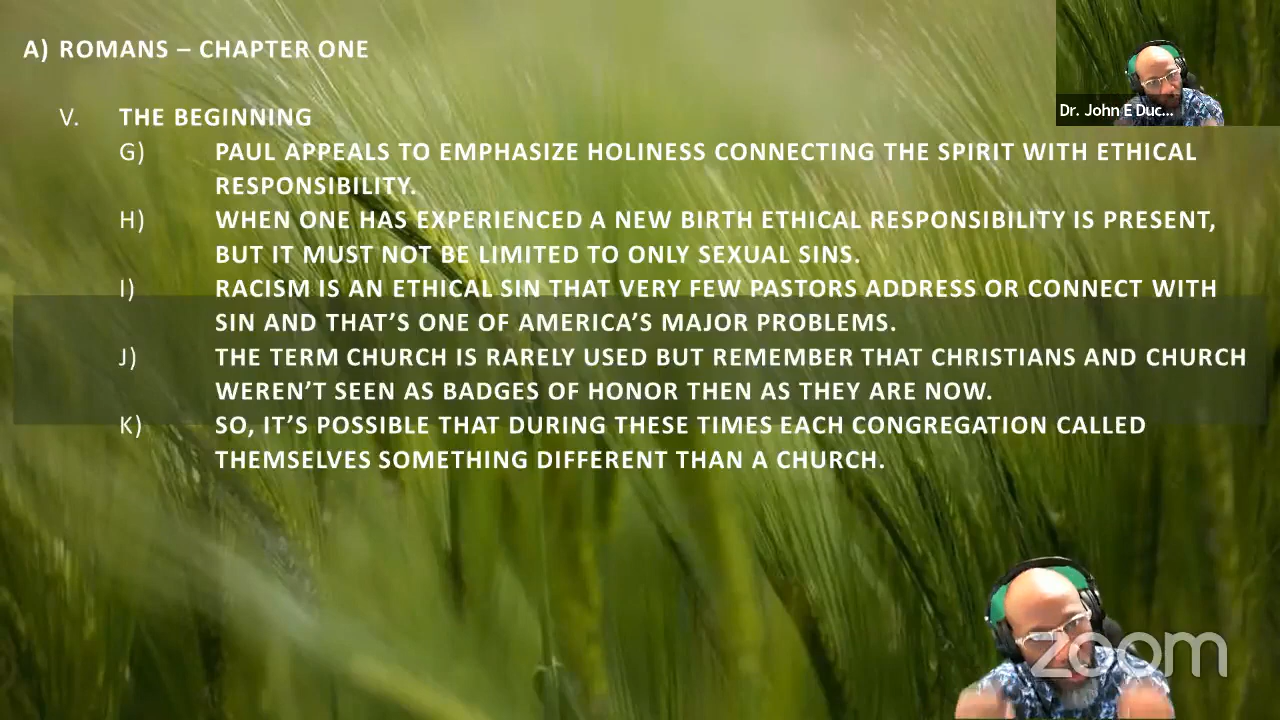 A) ROMANS – CHAPTER ONE
V. THE BEGINNING
G) PAUL APPEALS TO EMPHASIZE HOLINESS CONNECTING THE SPIRIT WITH ETHICAL
RESPONSIBILITY.
H) WHEN ONE HAS EXPERIENCED A NEW BIRTH ETHICAL RESPONSIBILITY IS PRESENT,
BUT IT MUST NOT BE LIMITED TO ONLY SEXUAL SINS.
I) RACISM IS AN ETHICAL SIN THAT VERY FEW PASTORS ADDRESS OR CONNECT WITH
SIN AND THAT’S ONE OF AMERICA’S MAJOR PROBLEMS.
J) THE TERM CHURCH IS RARELY USED BUT REMEMBER THAT CHRISTIANS AND CHURCH
WEREN’T SEEN AS BADGES OF HONOR THEN AS THEY ARE NOW.
K) SO, IT’S POSSIBLE THAT DURING THESE TIMES EACH CONGREGATION CALLED
THEMSELVES SOMETHING DIFFERENT THAN A CHURCH.
Dr. John E Duc...
zoom